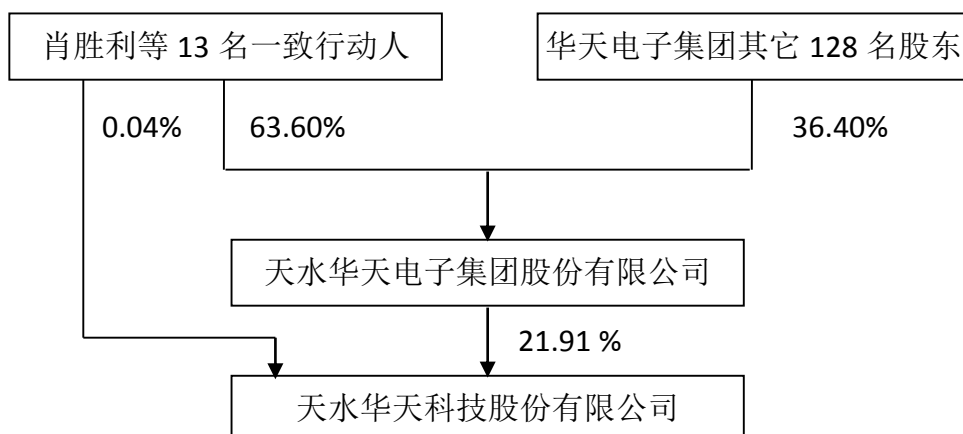 肖胜利等 13 名一致行动人
华天电子集团其它 128 名股东
0.04%
63.60%
36.40%
天水华天电子集团股份有限公司
21.91 %
天水华天科技股份有限公司